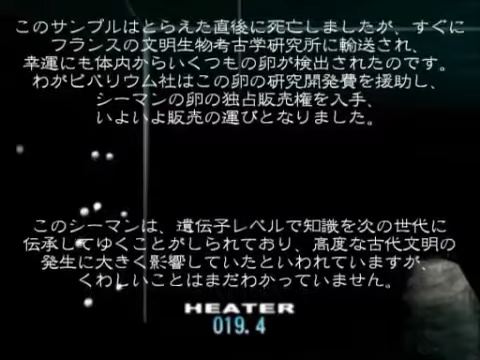 このサンプルはとらえた直後に死亡しましたが、すぐに
フランスの文明生物考古学研究所に輸送され、
幸運にも体内からいくつもの卵が検出されたのです。
わがビバリウム社はこの卵の研究開発費を援助し、
シーマンの卵の独占販売権を入手、
いよいよ販売の運びとなりました。
このシーマンは、遺伝子レベルで知識を次の世代に
伝承してゆくことがしられており、高度な古代文明の
発生に大きく影響していたといわれていますが、
くわしいことはまだわかっていません。
HEATER
019.4